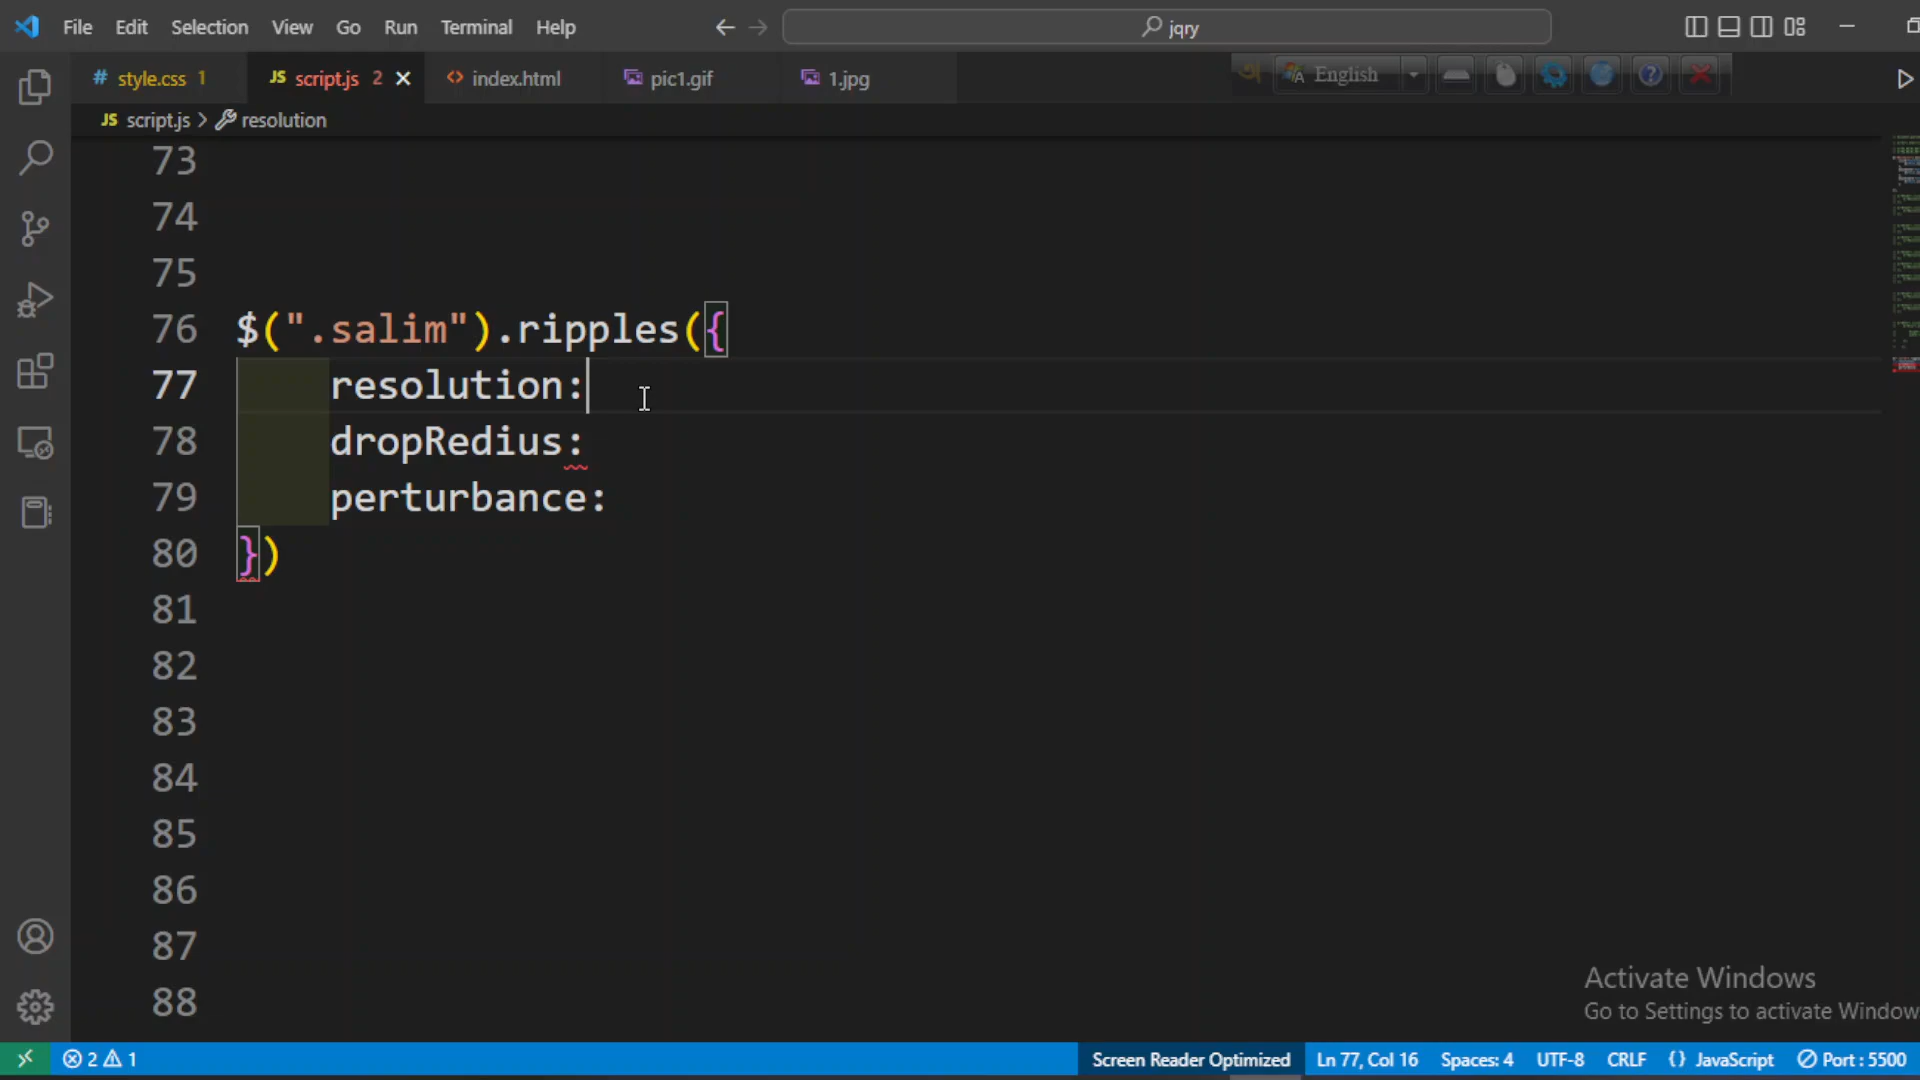 File Edit Selection View Go Run Terminal Help
jqry
# style.css 1
JS script.js 2
<> index.html
pic1.gif
1.jpg
English
JS script.js > resolution
73
74
75
76 $(".salim").ripples({
77 resolution:
78 dropRedius:
79 perturbance:
80 })
81
82
83
84
85
86
87
88
Activate Windows
Go to Settings to activate Window
2 1
Screen Reader Optimized
Ln 77, Col 16
Spaces: 4
UTF-8
CRLF
{} JavaScript
Port : 5500